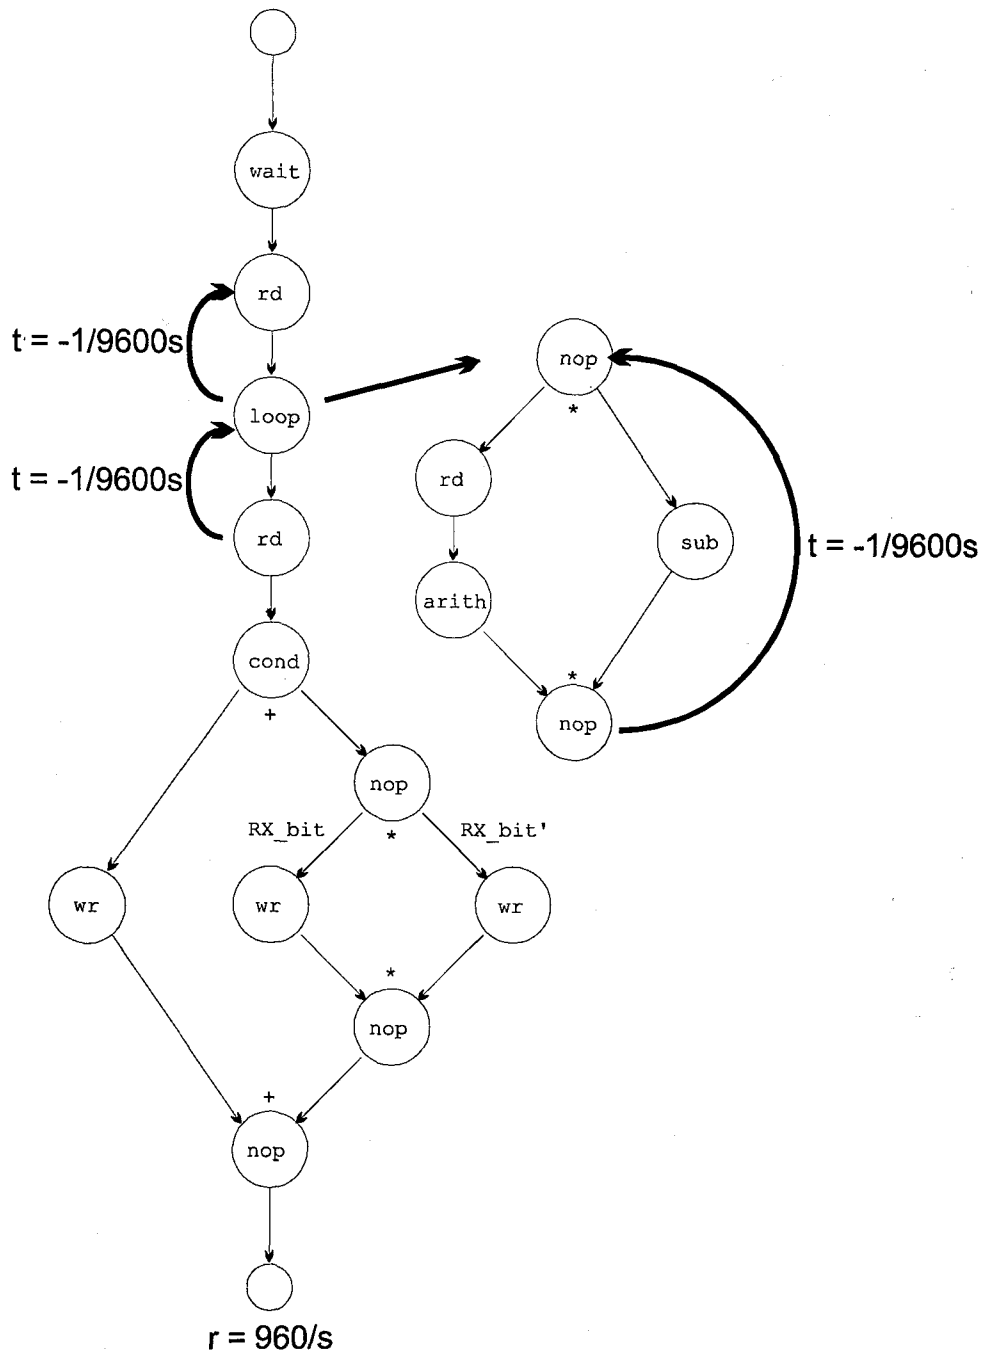 wait
rd
t = -1/9600s
loop
t = -1/9600s
rd
cond
+
nop
*
rd
sub
t = -1/9600s
arith
*
nop
nop
RX_bit
*
RX_bit'
wr
wr
wr
*
nop
+
nop
r = 960/s